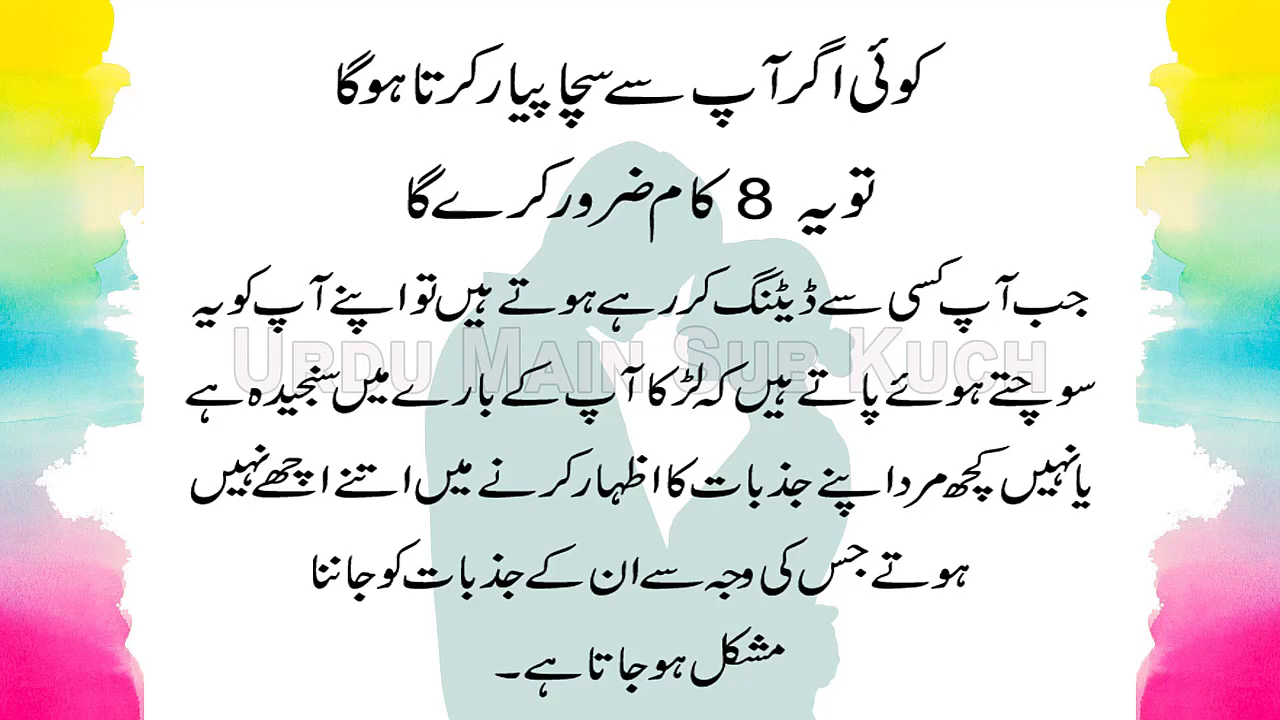 کوئی اگر آپ سے سچا پیار کرتا ہوگا
تو یہ 8 کام ضرور کرے گا
جب آپ کسی سے ڈیٹنگ کر رہے ہوتے ہیں تو اپنے آپ کو یہ
URDU MAIN SUB KUCH
سوچتے ہوئے پاتے ہیں کہ لڑکا آپ کے بارے میں سنجیدہ ہے
یا نہیں کچھ مرد اپنے جذبات کا اظہار کرنے میں اتنے اچھے نہیں
ہوتے جس کی وجہ سے ان کے جذبات کو جاننا
مشکل ہو جاتا ہے۔